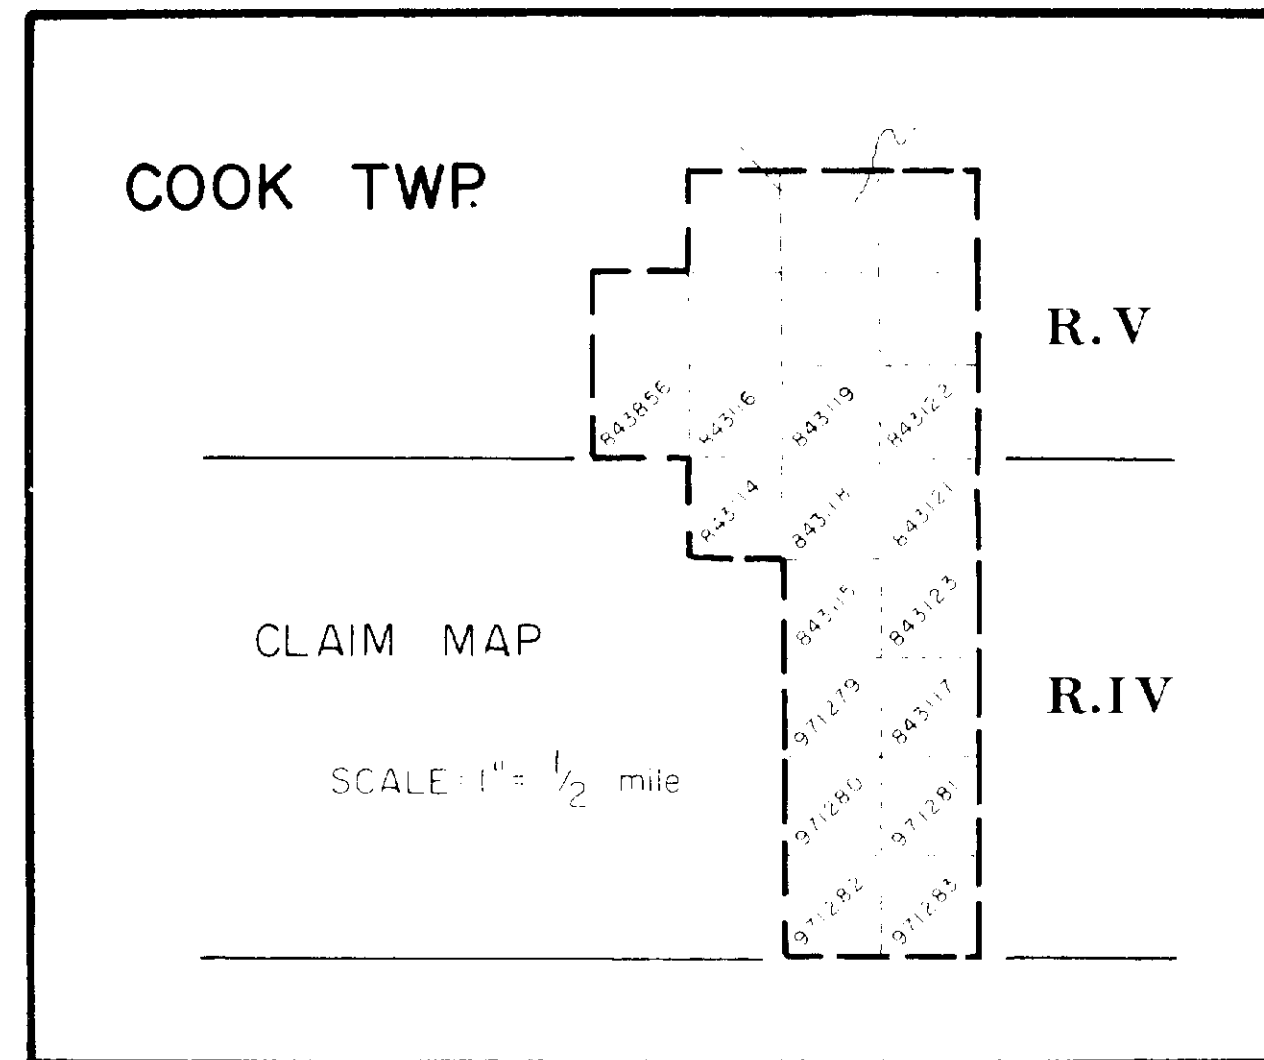 COOK TWP.
R. V
843856 843116 843119 843122
843114 843118 843121
CLAIM MAP
843115 843123
R. IV
971279 843117
SCALE: 1" = 1/2 mile
971280 971281
971282 971283